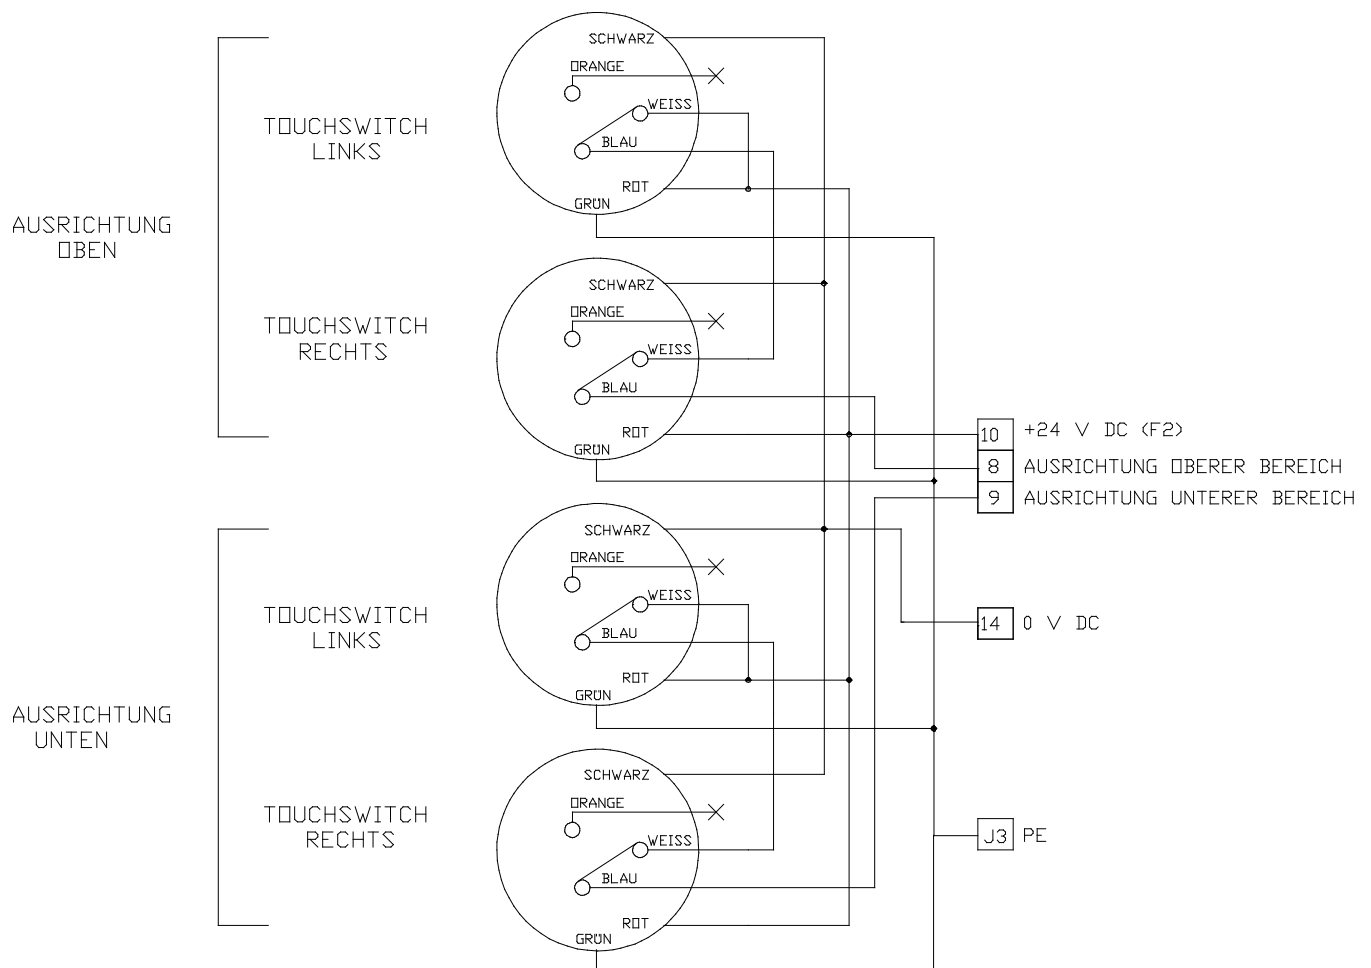 SCHWARZ
ORANGE
WEISS
BLAU
ROT
GRÜN
TOUCHSWITCH
LINKS
AUSRICHTUNG
OBEN
SCHWARZ
ORANGE
WEISS
BLAU
ROT
GRÜN
TOUCHSWITCH
RECHTS
10 +24 V DC (F2)
8 AUSRICHTUNG OBERER BEREICH
9 AUSRICHTUNG UNTERER BEREICH
SCHWARZ
ORANGE
WEISS
BLAU
ROT
GRÜN
TOUCHSWITCH
LINKS
14 0 V DC
AUSRICHTUNG
UNTEN
SCHWARZ
ORANGE
WEISS
BLAU
ROT
GRÜN
TOUCHSWITCH
RECHTS
J3 PE